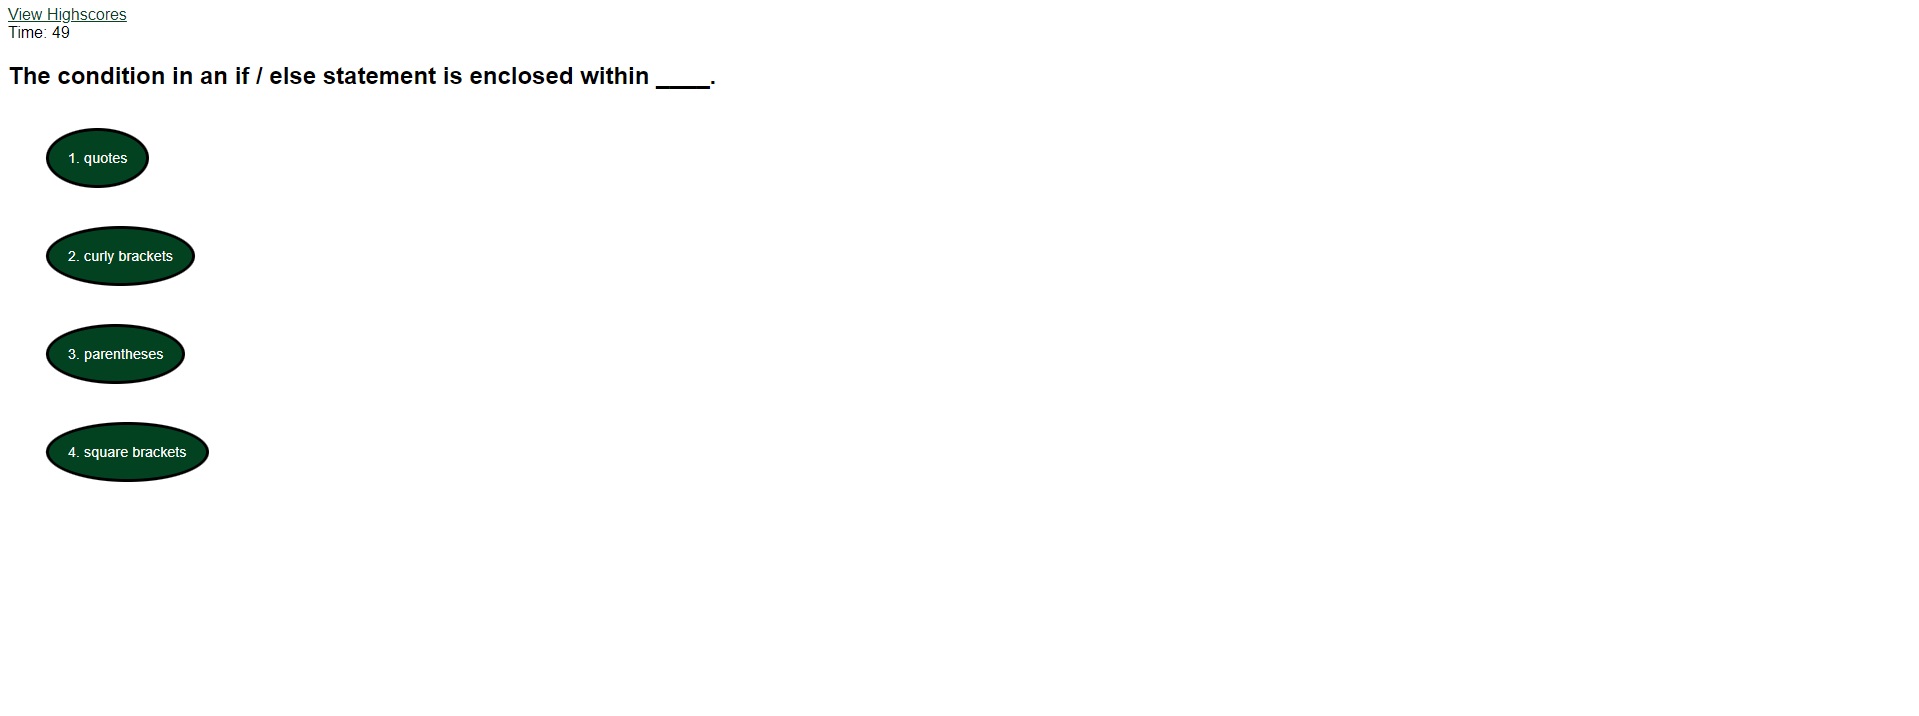 View Highscores
Time: 49
The condition in an if / else statement is enclosed within ____.
1. quotes
2. curly brackets
3. parentheses
4. square brackets